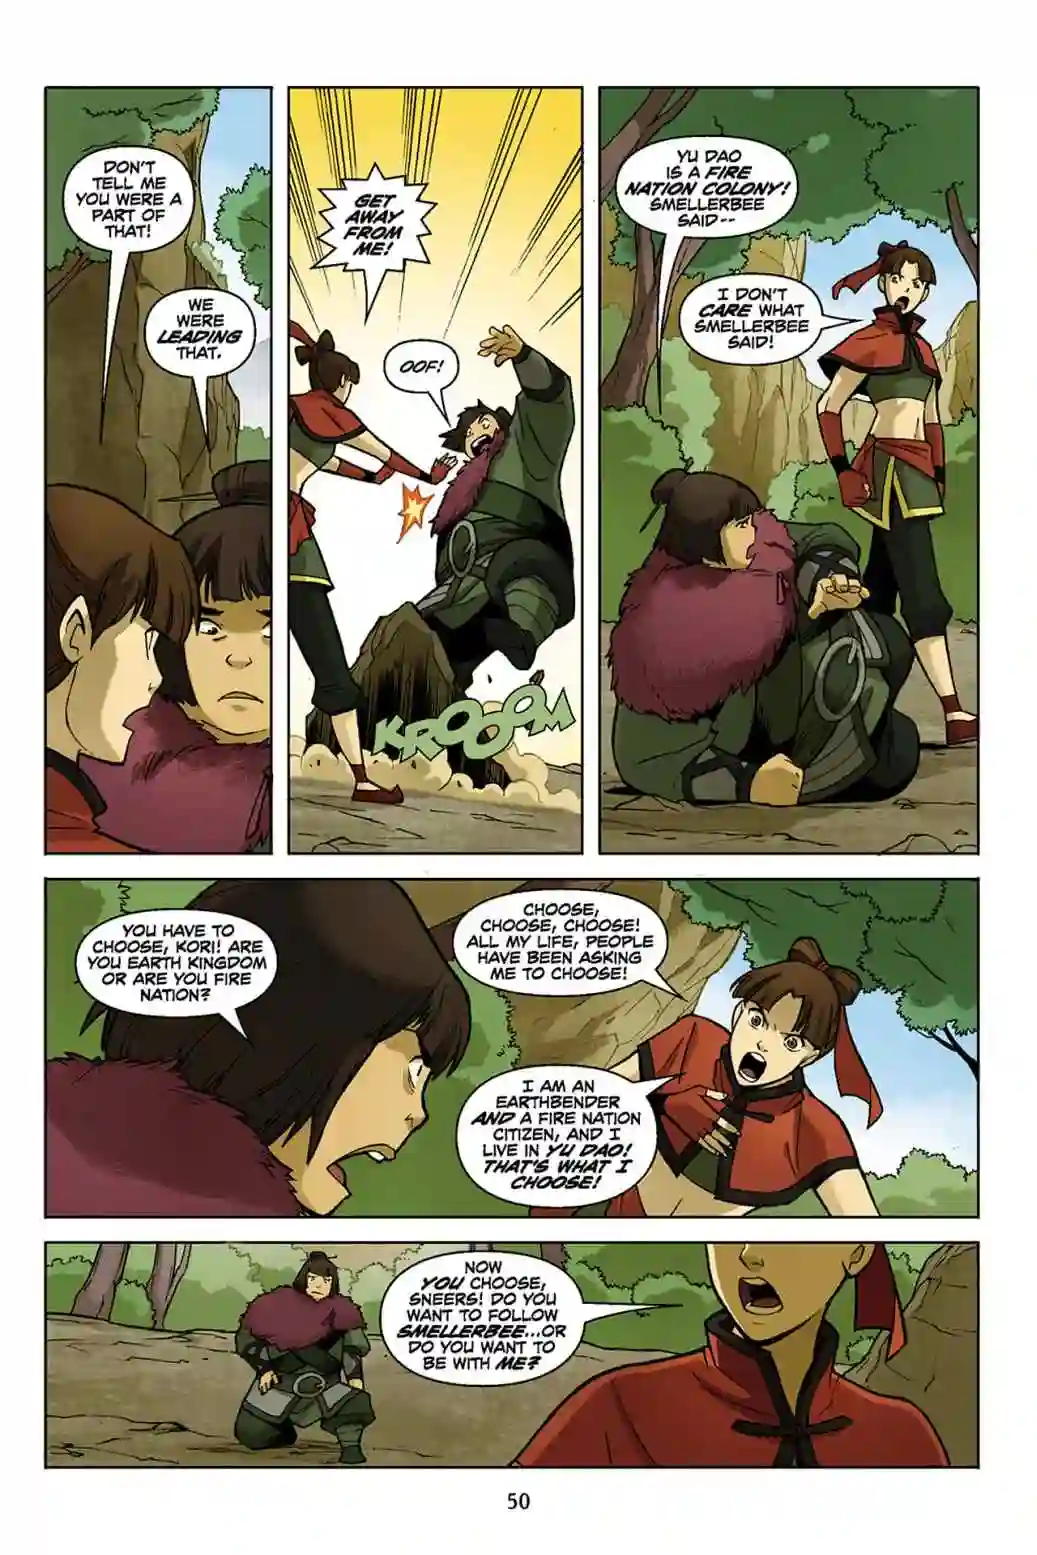 DON'T
TELL ME
YOU WERE A
PART OF
THAT!
WE
WERE
LEADING
THAT.
GET
AWAY
FROM
ME!
OOF!
KROOOOM
YU DAO
IS A FIRE
NATION COLONY!
SMELLERBEE
SAID--
I DON'T
CARE WHAT
SMELLERBEE
SAID!
YOU HAVE TO
CHOOSE, KORI! ARE
YOU EARTH KINGDOM
OR ARE YOU FIRE
NATION?
CHOOSE,
CHOOSE, CHOOSE!
ALL MY LIFE, PEOPLE
HAVE BEEN ASKING
ME TO CHOOSE!
I AM AN
EARTHBENDER
AND A FIRE NATION
CITIZEN, AND I
LIVE IN YU DAO!
THAT'S WHAT I
CHOOSE!
NOW
YOU CHOOSE,
SNEERS! DO YOU
WANT TO FOLLOW
SMELLERBEE...OR
DO YOU WANT TO
BE WITH ME?
50